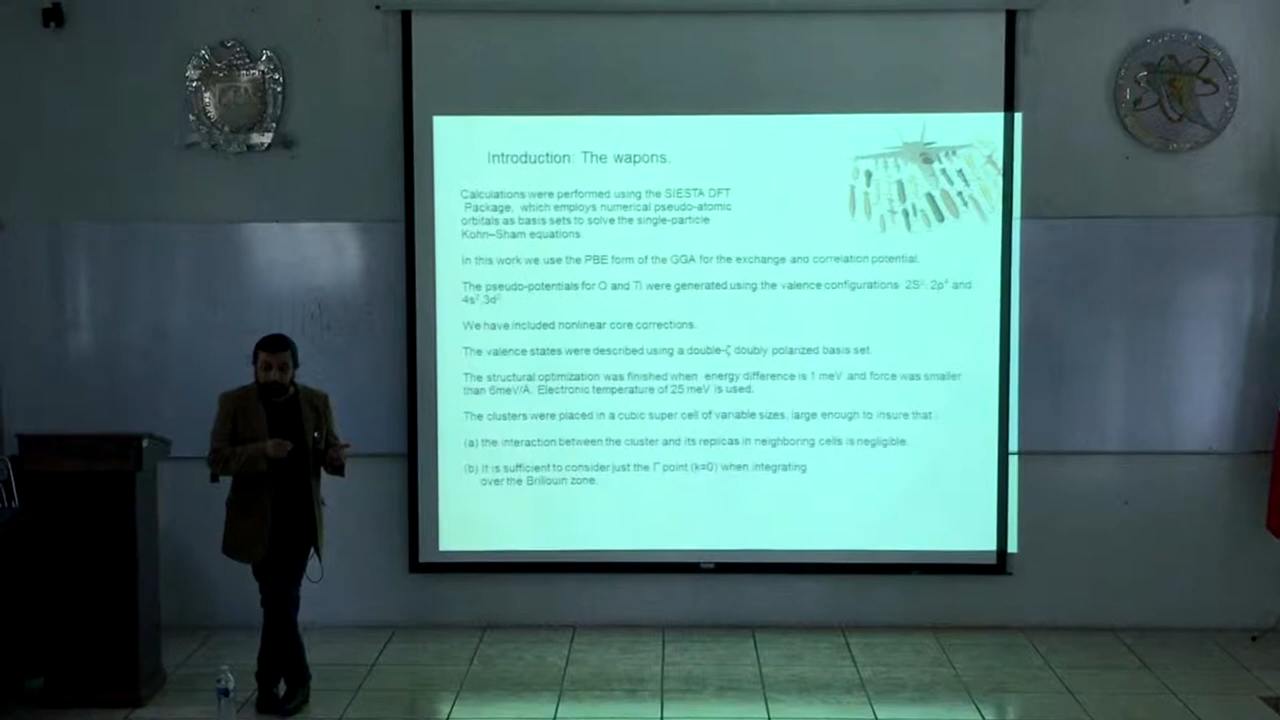 Introduction: The wapons.
Calculations were performed using the SIESTA DFT
Package, which employs numerical pseudo-atomic
orbitals as basis sets to solve the single-particle
Kohn–Sham equations.
In this work we use the PBE form of the GGA for the exchange and correlation potential.
The pseudo-potentials for O and Ti were generated using the valence configurations 2S², 2p⁴ and
4s² 3d²
We have included nonlinear core corrections.
The valence states were described using a double-ζ doubly polarized basis set.
The structural optimization was finished when energy difference is 1 meV and force was smaller
than 6meV/A. Electronic temperature of 25 meV is used.
The clusters were placed in a cubic super cell of variable sizes, large enough to insure that
(a) the interaction between the cluster and its replicas in neighboring cells is negligible.
(b) It is sufficient to consider just the Γ point (k=0) when integrating
over the Brillouin zone.